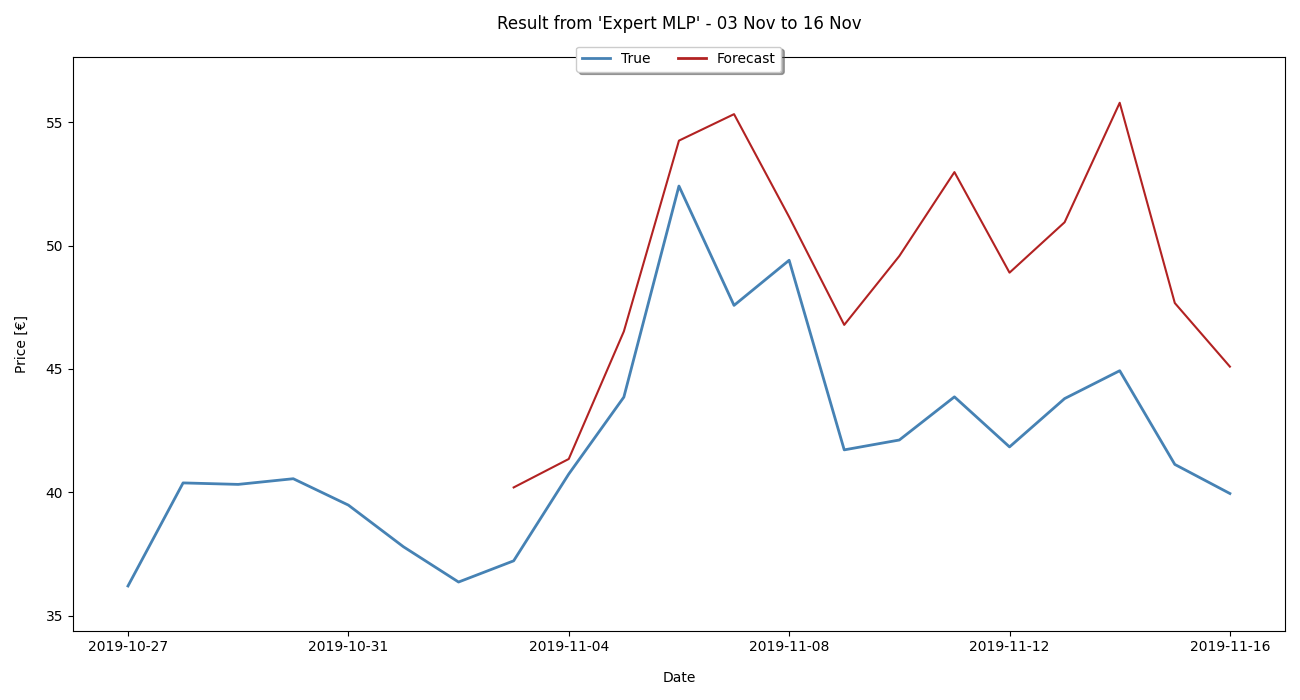 Result from 'Expert MLP' - 03 Nov to 16 Nov
True Forecast
55
50
45
40
35
Price [€]
2019-10-27 2019-10-31 2019-11-04 2019-11-08 2019-11-12 2019-11-16
Date